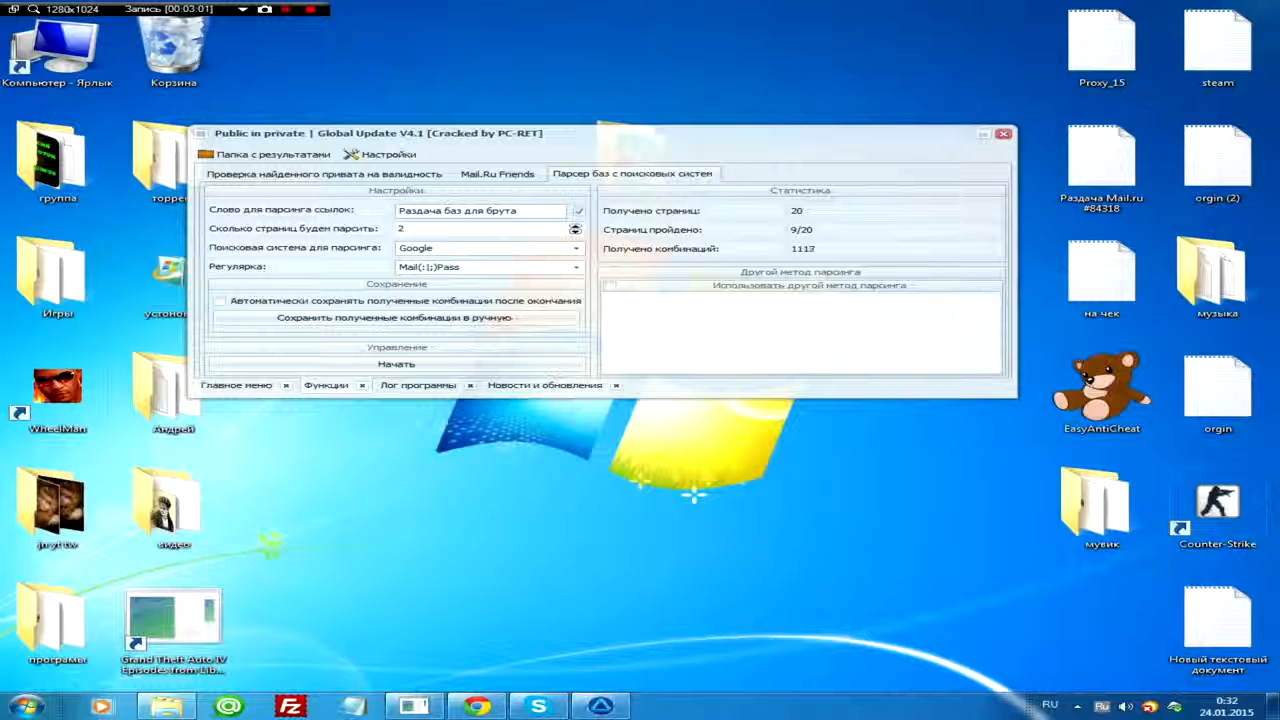 1280x1024 Запись [00:03:01]
Компьютер - Ярлык
Корзина
Proxy_15
steam
Public in private | Global Update V4.1 [Cracked by PC-RET]
Папка с результатами Настройки
Проверка найденного привата на валидность Mail.Ru Friends Парсер баз с поисковых систем
Настройки
Статистика
Слово для парсинга ссылок: Раздача баз для брута
Получено страниц: 20
Сколько страниц будем парсить: 2
Страниц пройдено: 9/20
Поисковая система для парсинга: Google
Получено комбинаций: 1117
Регулярка: Mail(:|;)Pass
Другой метод парсинга
Сохранение
Использовать другой метод парсинга
Автоматически сохранять полученные комбинации после окончания
Сохранить полученные комбинации в ручную
Управление
Начать
Главное меню Функции Лог программы Новости и обновления
группа
Раздача Mail.ru
#84318
orgin (2)
Игры
на чек
музыка
WheelMan
Андрей
EasyAntiCheat
orgin
видео
мувик
Counter-Strike
програмы
Grand Theft Auto IV
Episodes from Lib...
Новый текстовый
документ
RU
0:32
24.01.2015